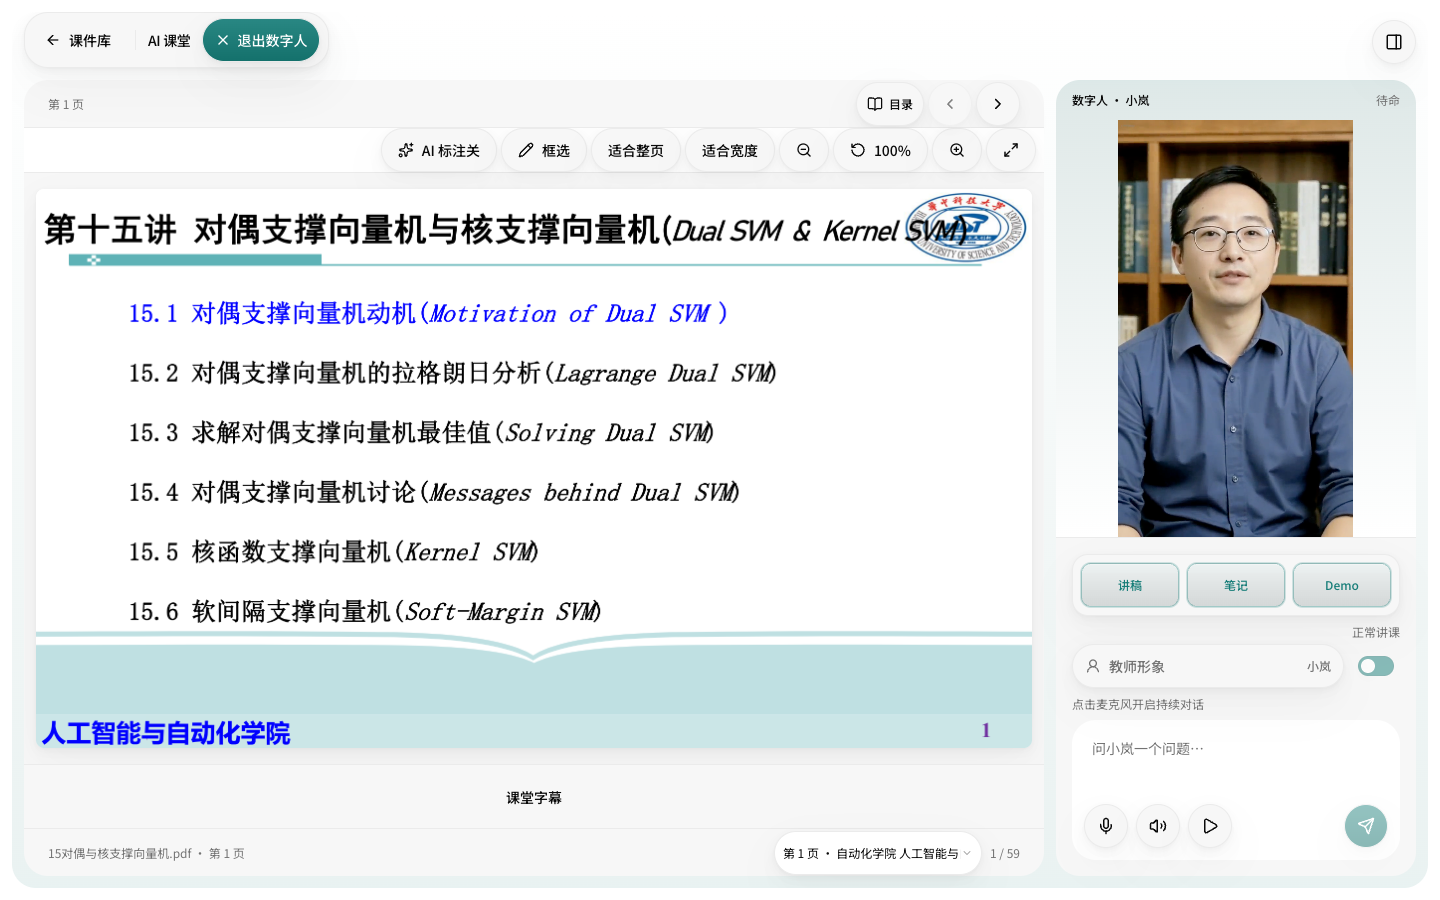 课件库
AI 课堂
退出数字人
第 1 页
目录
AI 标注关
框选
适合整页
适合宽度
100%
第十五讲 对偶支撑向量机与核支撑向量机(Dual SVM & Kernel SVM)
华中科技大学
UNIVERSITY OF SCIENCE AND TECHNOLOGY
15.1 对偶支撑向量机动机(Motivation of Dual SVM )
15.2 对偶支撑向量机的拉格朗日分析(Lagrange Dual SVM)
15.3 求解对偶支撑向量机最佳值(Solving Dual SVM)
15.4 对偶支撑向量机讨论(Messages behind Dual SVM)
15.5 核函数支撑向量机(Kernel SVM)
15.6 软间隔支撑向量机(Soft-Margin SVM)
人工智能与自动化学院
1
课堂字幕
15对偶与核支撑向量机.pdf • 第 1 页
第 1 页 • 自动化学院 人工智能与
1 / 59
数字人 • 小岚
待命
讲稿
笔记
Demo
正常讲课
教师形象
小岚
点击麦克风开启持续对话
问小岚一个问题…